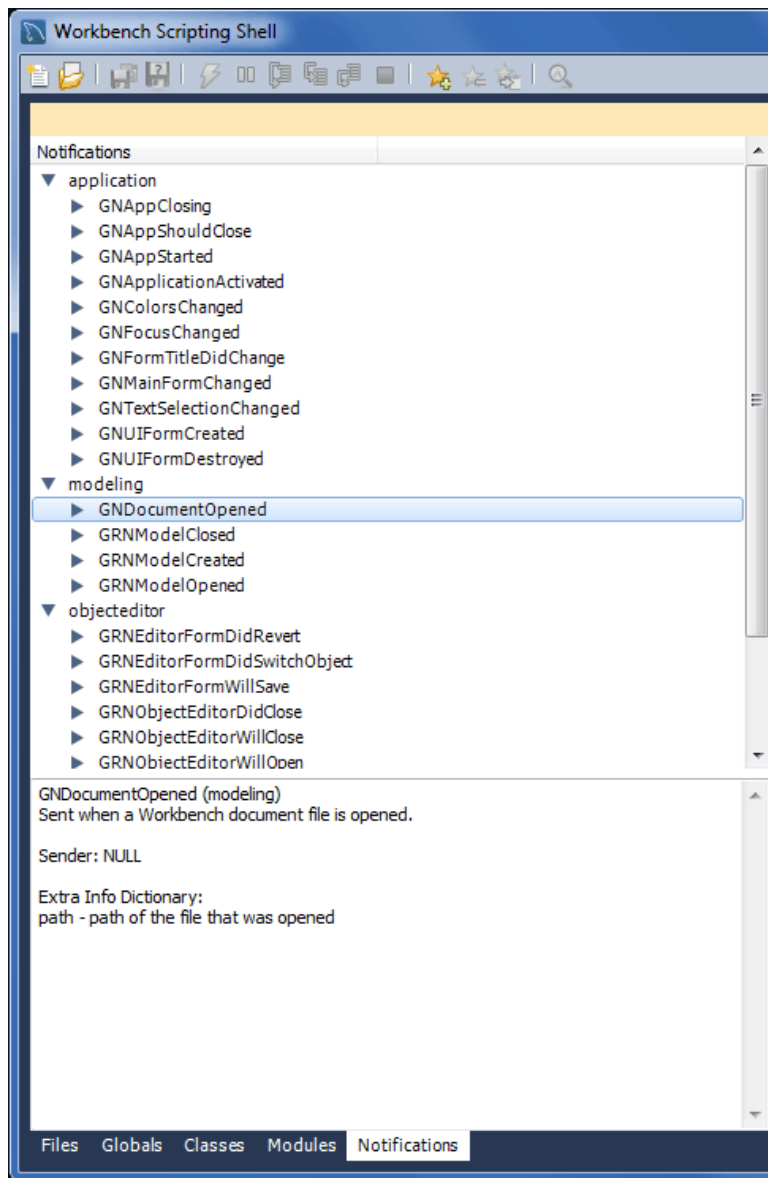 Workbench Scripting Shell
Notifications
application
GNAppClosing
GNAppShouldClose
GNAppStarted
GNApplicationActivated
GNColorsChanged
GNFocusChanged
GNFormTitleDidChange
GNMainFormChanged
GNTextSelectionChanged
GNUIFormCreated
GNUIFormDestroyed
modeling
GNDocumentOpened
GRNModelClosed
GRNModelCreated
GRNModelOpened
objecteditor
GRNEditorFormDidRevert
GRNEditorFormDidSwitchObject
GRNEditorFormWillSave
GRNObjectEditorDidClose
GRNObjectEditorWillClose
GRNObjectEditorWillOpen
GNDocumentOpened (modeling)
Sent when a Workbench document file is opened.
Sender: NULL
Extra Info Dictionary:
path - path of the file that was opened
Files Globals Classes Modules Notifications